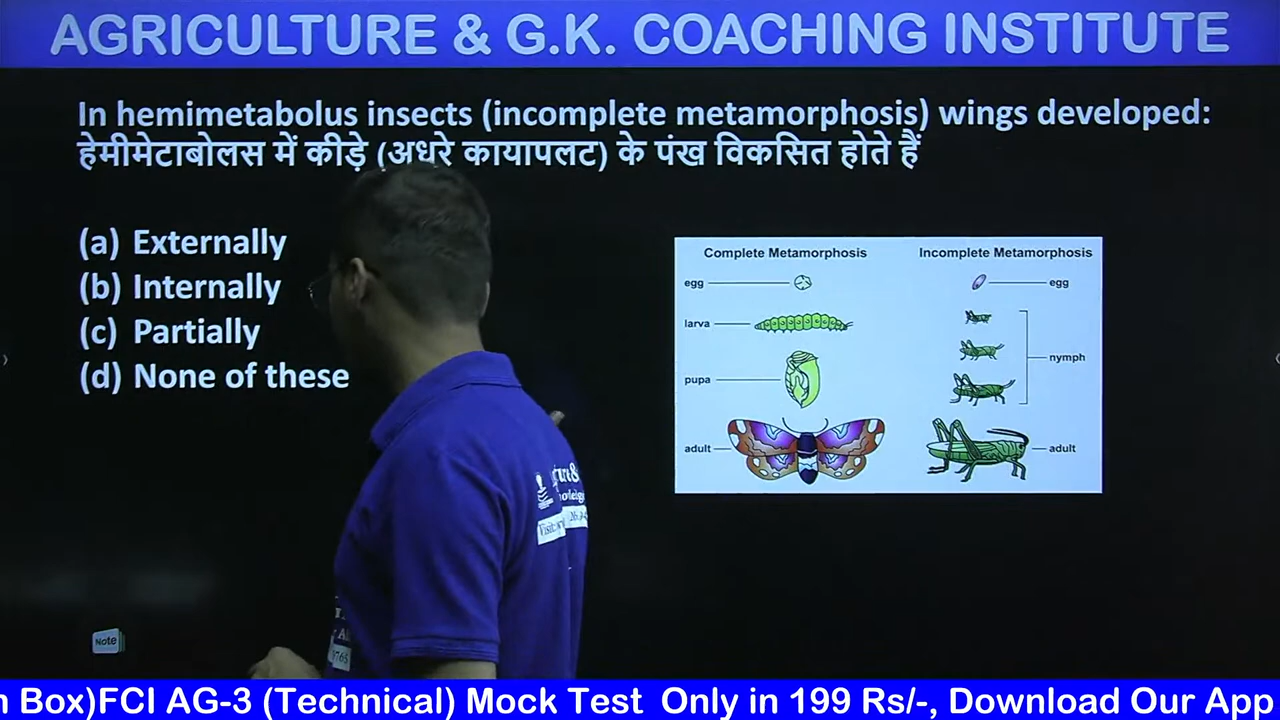 AGRICULTURE & G.K. COACHING INSTITUTE
In hemimetabolus insects (incomplete metamorphosis) wings developed:
हेमीमेटाबोलस में कीड़े (अधूरे कायापलट) के पंख विकसित होते हैं
(a) Externally
(b) Internally
(c) Partially
(d) None of these
Complete Metamorphosis
egg
larva
pupa
adult
Incomplete Metamorphosis
egg
nymph
adult
Note
Box)FCI AG-3 (Technical) Mock Test Only in 199 Rs/-, Download Our App